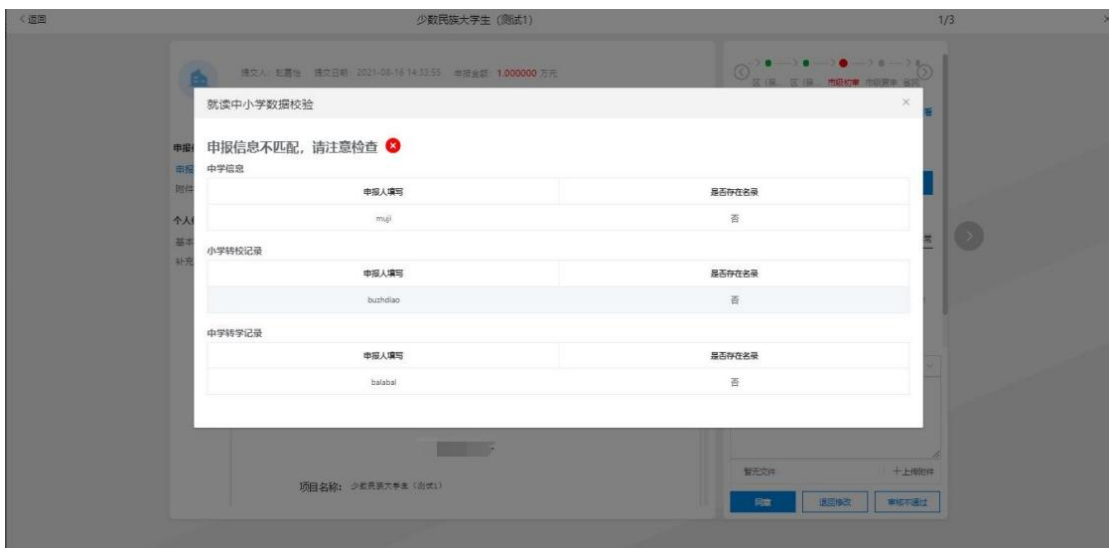 < 返回
少数民族大学生（测试1）
1/3
提交日期：2021-08-16 14:33:55 申报金额：1.000000 万元
市级初审
就读中小学数据校验
申报信息不匹配，请注意检查
中学信息
申报人填写 是否存在名录
muji 否
小学转校记录
申报人填写 是否存在名录
buzhdiao 否
中学转学记录
申报人填写 是否存在名录
balabal 否
项目名称：少数民族大学生（测试1）
暂无文件 +上传附件
同意 退回修改 审核不通过